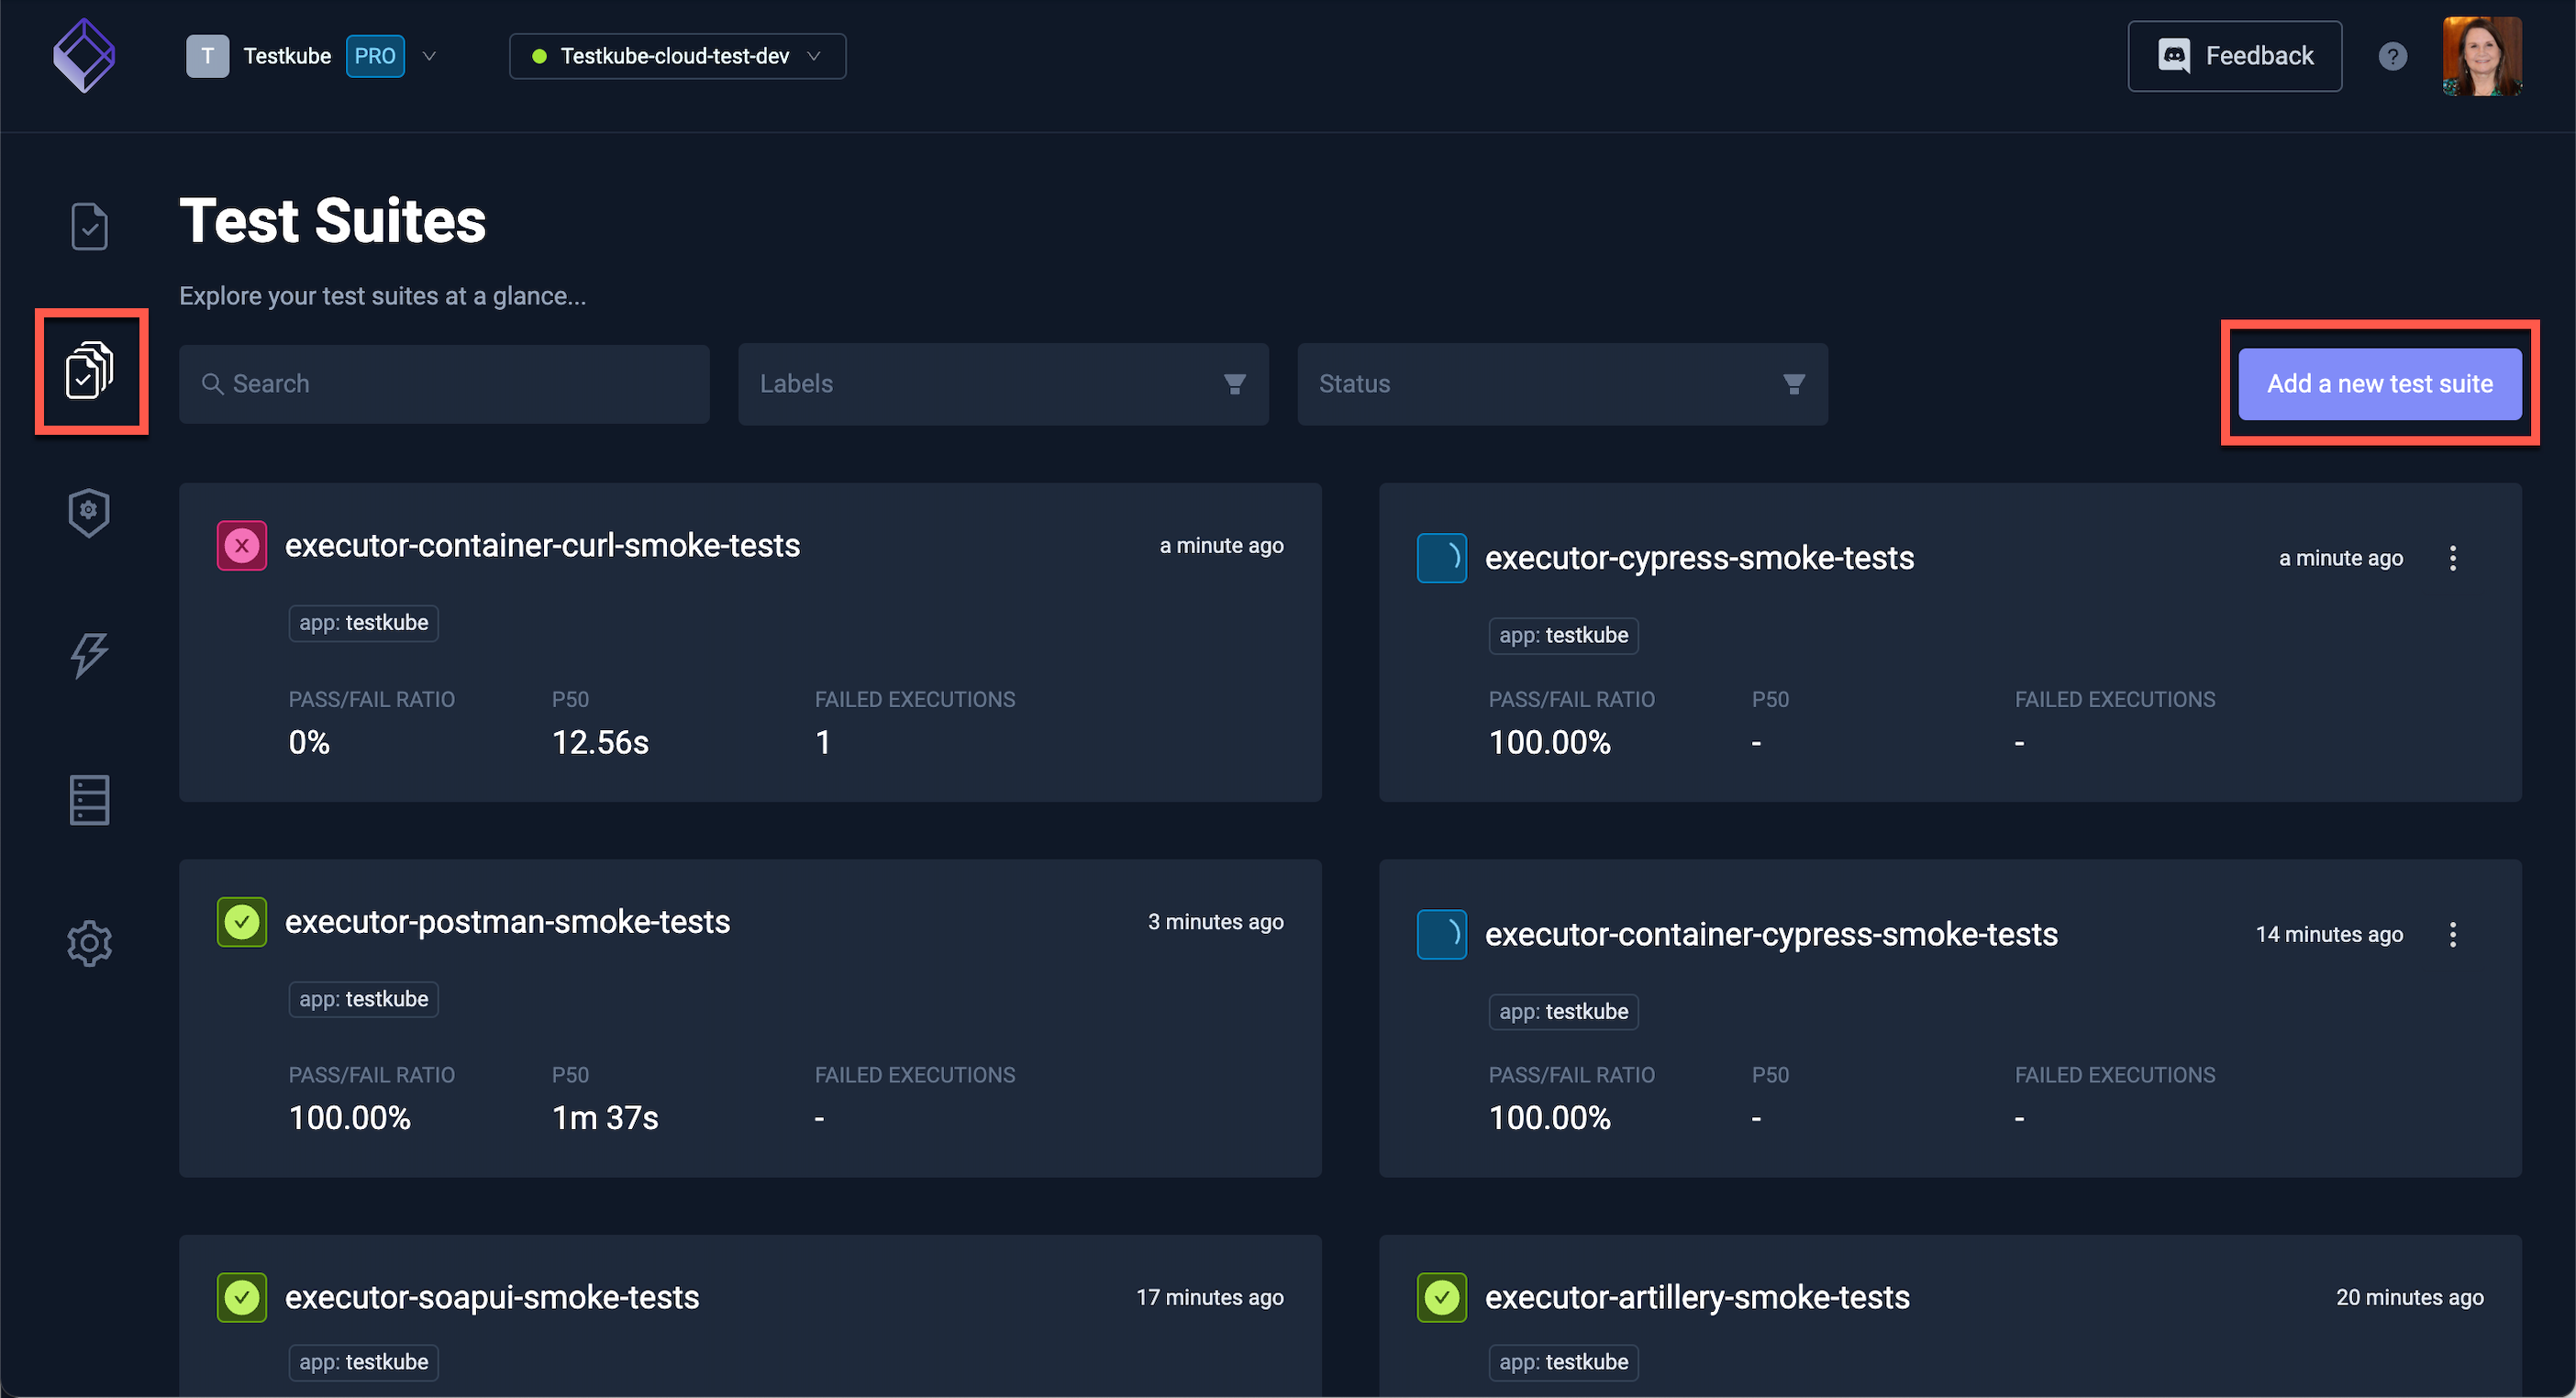 T Testkube PRO Testkube-cloud-test-dev Feedback ?
Test Suites
Explore your test suites at a glance...
Search Labels Status Add a new test suite
executor-container-curl-smoke-tests a minute ago
app: testkube
PASS/FAIL RATIO P50 FAILED EXECUTIONS
0% 12.56s 1
executor-cypress-smoke-tests a minute ago
app: testkube
PASS/FAIL RATIO P50 FAILED EXECUTIONS
100.00% - -
executor-postman-smoke-tests 3 minutes ago
app: testkube
PASS/FAIL RATIO P50 FAILED EXECUTIONS
100.00% 1m 37s -
executor-container-cypress-smoke-tests 14 minutes ago
app: testkube
PASS/FAIL RATIO P50 FAILED EXECUTIONS
100.00% - -
executor-soapui-smoke-tests 17 minutes ago
app: testkube
executor-artillery-smoke-tests 20 minutes ago
app: testkube